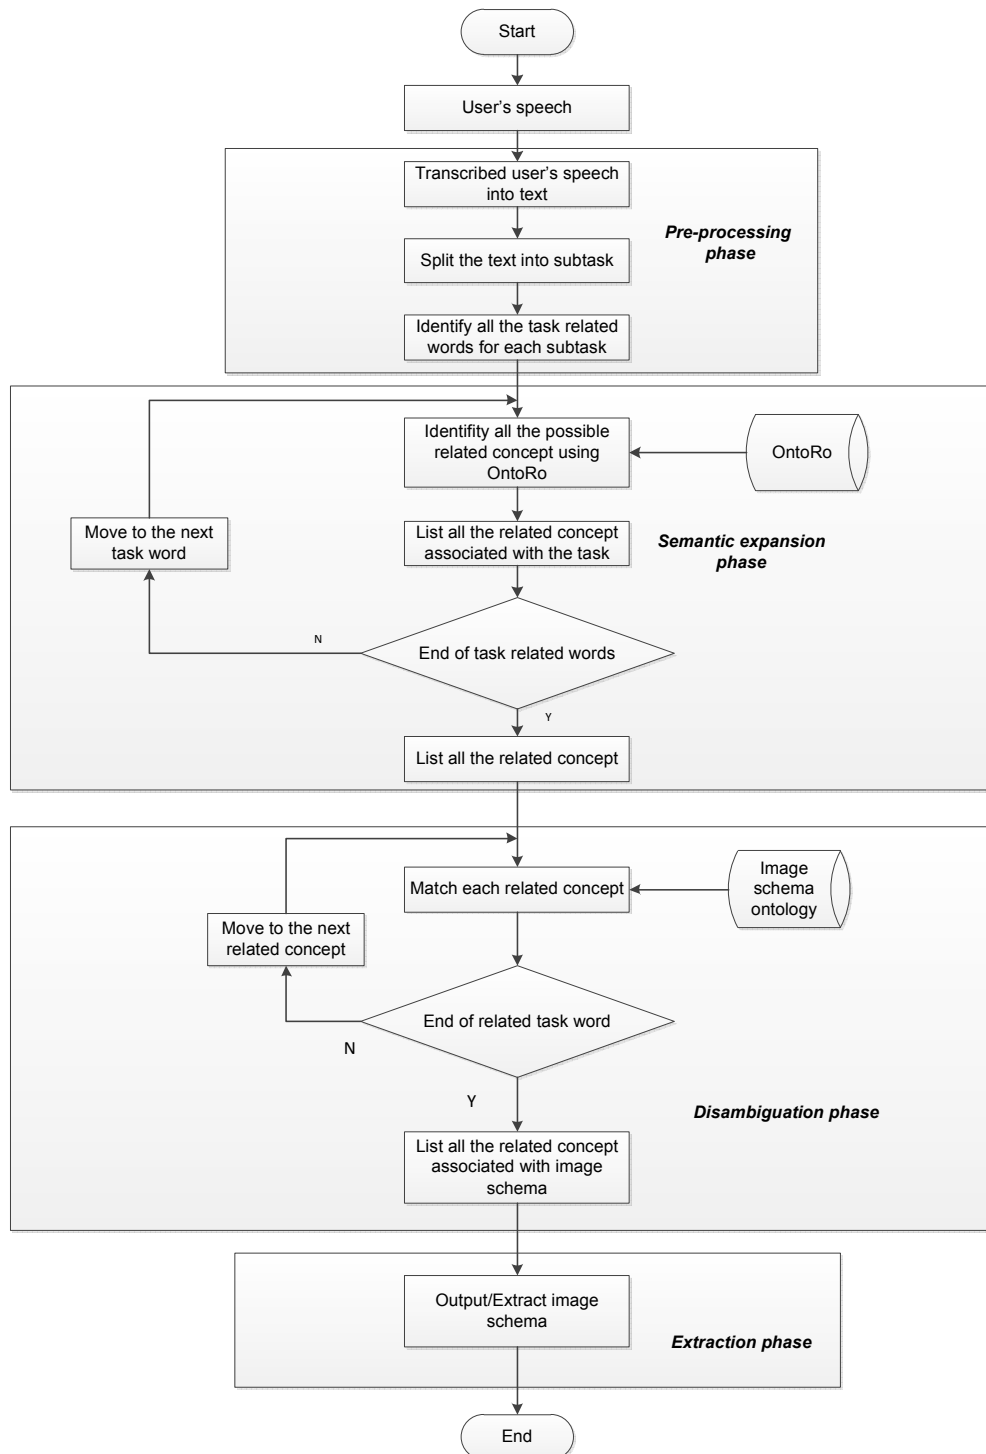 Start
User's speech
Transcribed user's speech
into text
Pre-processing
phase
Split the text into subtask
Identify all the task related
words for each subtask
Identifity all the possible
related concept using
OntoRo
OntoRo
Move to the next
task word
List all the related concept
associated with the task
Semantic expansion
phase
N
End of task related words
Y
List all the related concept
Match each related concept
Image
schema
ontology
Move to the next
related concept
End of related task word
N
Y
Disambiguation phase
List all the related concept
associated with image
schema
Output/Extract image
schema
Extraction phase
End